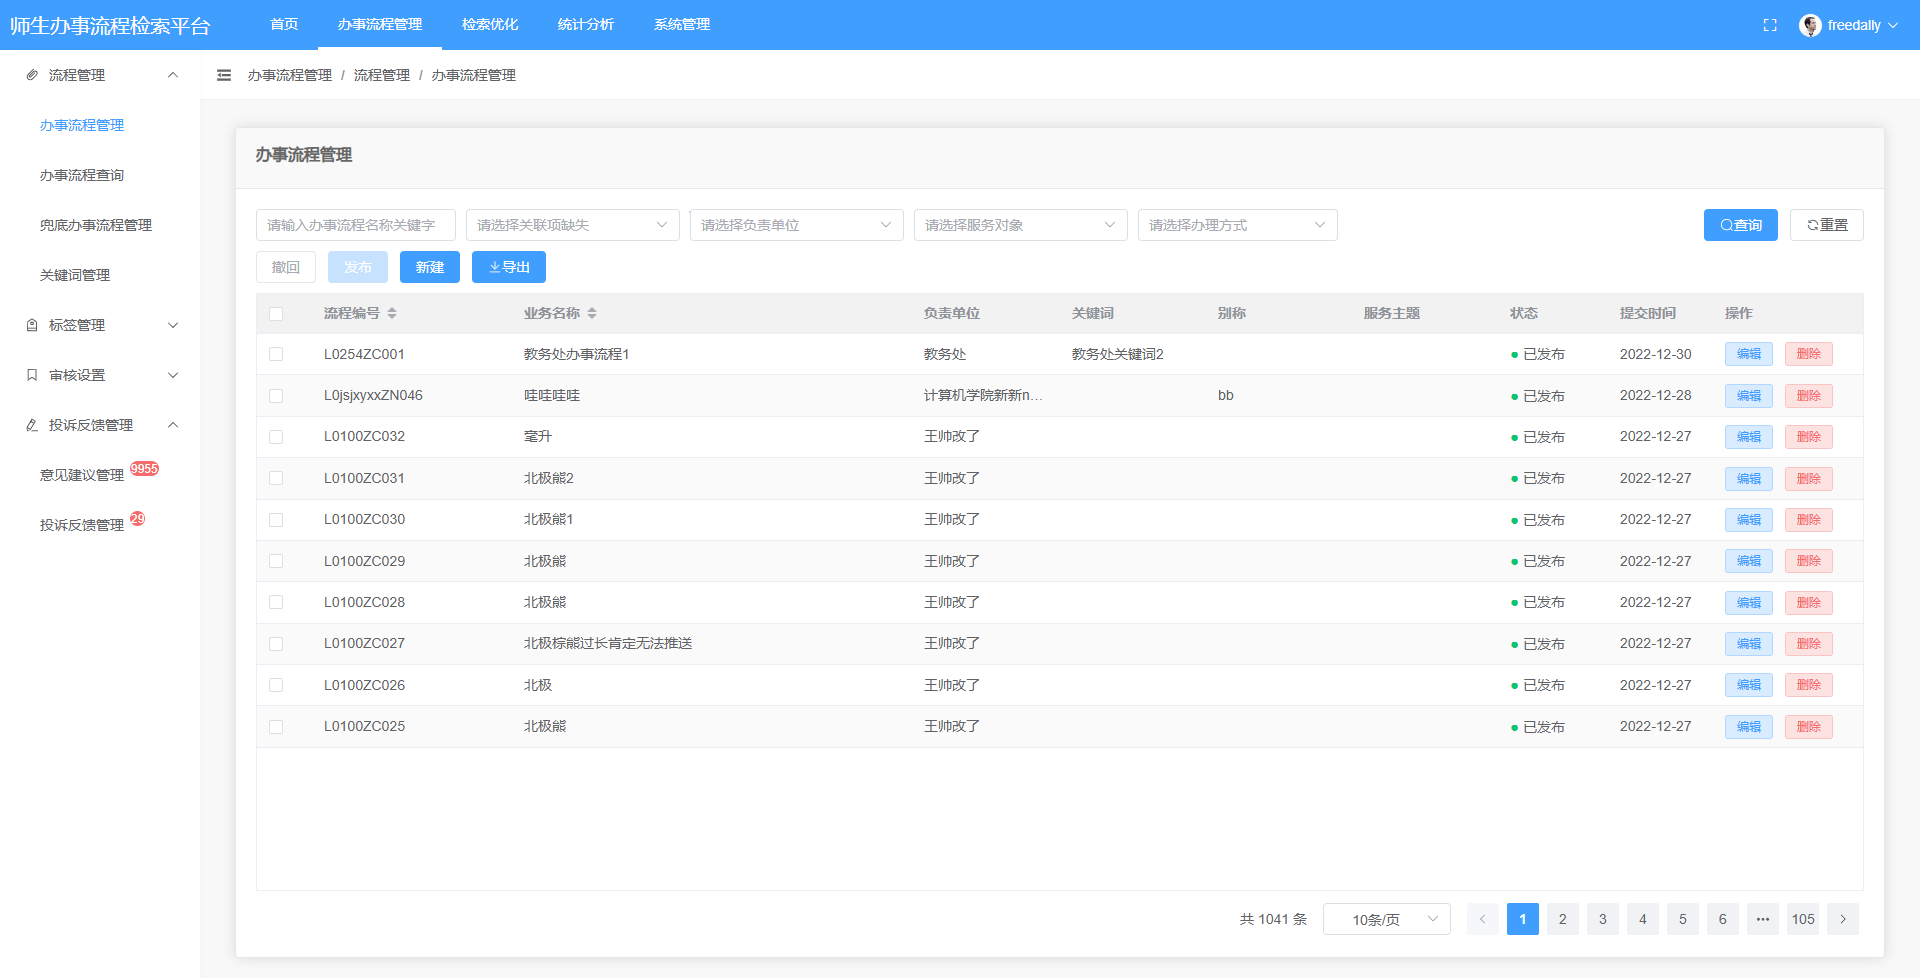 师生办事流程检索平台 首页 办事流程管理 检索优化 统计分析 系统管理 freedally
流程管理
办事流程管理
办事流程查询
兜底办事流程管理
关键词管理
标签管理
审核设置
投诉反馈管理
意见建议管理 9955
投诉反馈管理 29
办事流程管理 / 流程管理 / 办事流程管理
办事流程管理
请输入办事流程名称关键字 请选择关联项缺失 请选择负责单位 请选择服务对象 请选择办理方式 查询 重置
撤回 发布 新建 导出
流程编号 业务名称 负责单位 关键词 别称 服务主题 状态 提交时间 操作
L0254ZC001 教务处办事流程1 教务处 教务处关键词2 已发布 2022-12-30 编辑 删除
L0jsjxyxxZN046 哇哇哇哇 计算机学院新新n... bb 已发布 2022-12-28 编辑 删除
L0100ZC032 毫升 王帅改了 已发布 2022-12-27 编辑 删除
L0100ZC031 北极熊2 王帅改了 已发布 2022-12-27 编辑 删除
L0100ZC030 北极熊1 王帅改了 已发布 2022-12-27 编辑 删除
L0100ZC029 北极熊 王帅改了 已发布 2022-12-27 编辑 删除
L0100ZC028 北极熊 王帅改了 已发布 2022-12-27 编辑 删除
L0100ZC027 北极棕熊过长肯定无法推送 王帅改了 已发布 2022-12-27 编辑 删除
L0100ZC026 北极 王帅改了 已发布 2022-12-27 编辑 删除
L0100ZC025 北极熊 王帅改了 已发布 2022-12-27 编辑 删除
共 1041 条 10条/页 1 2 3 4 5 6 ••• 105